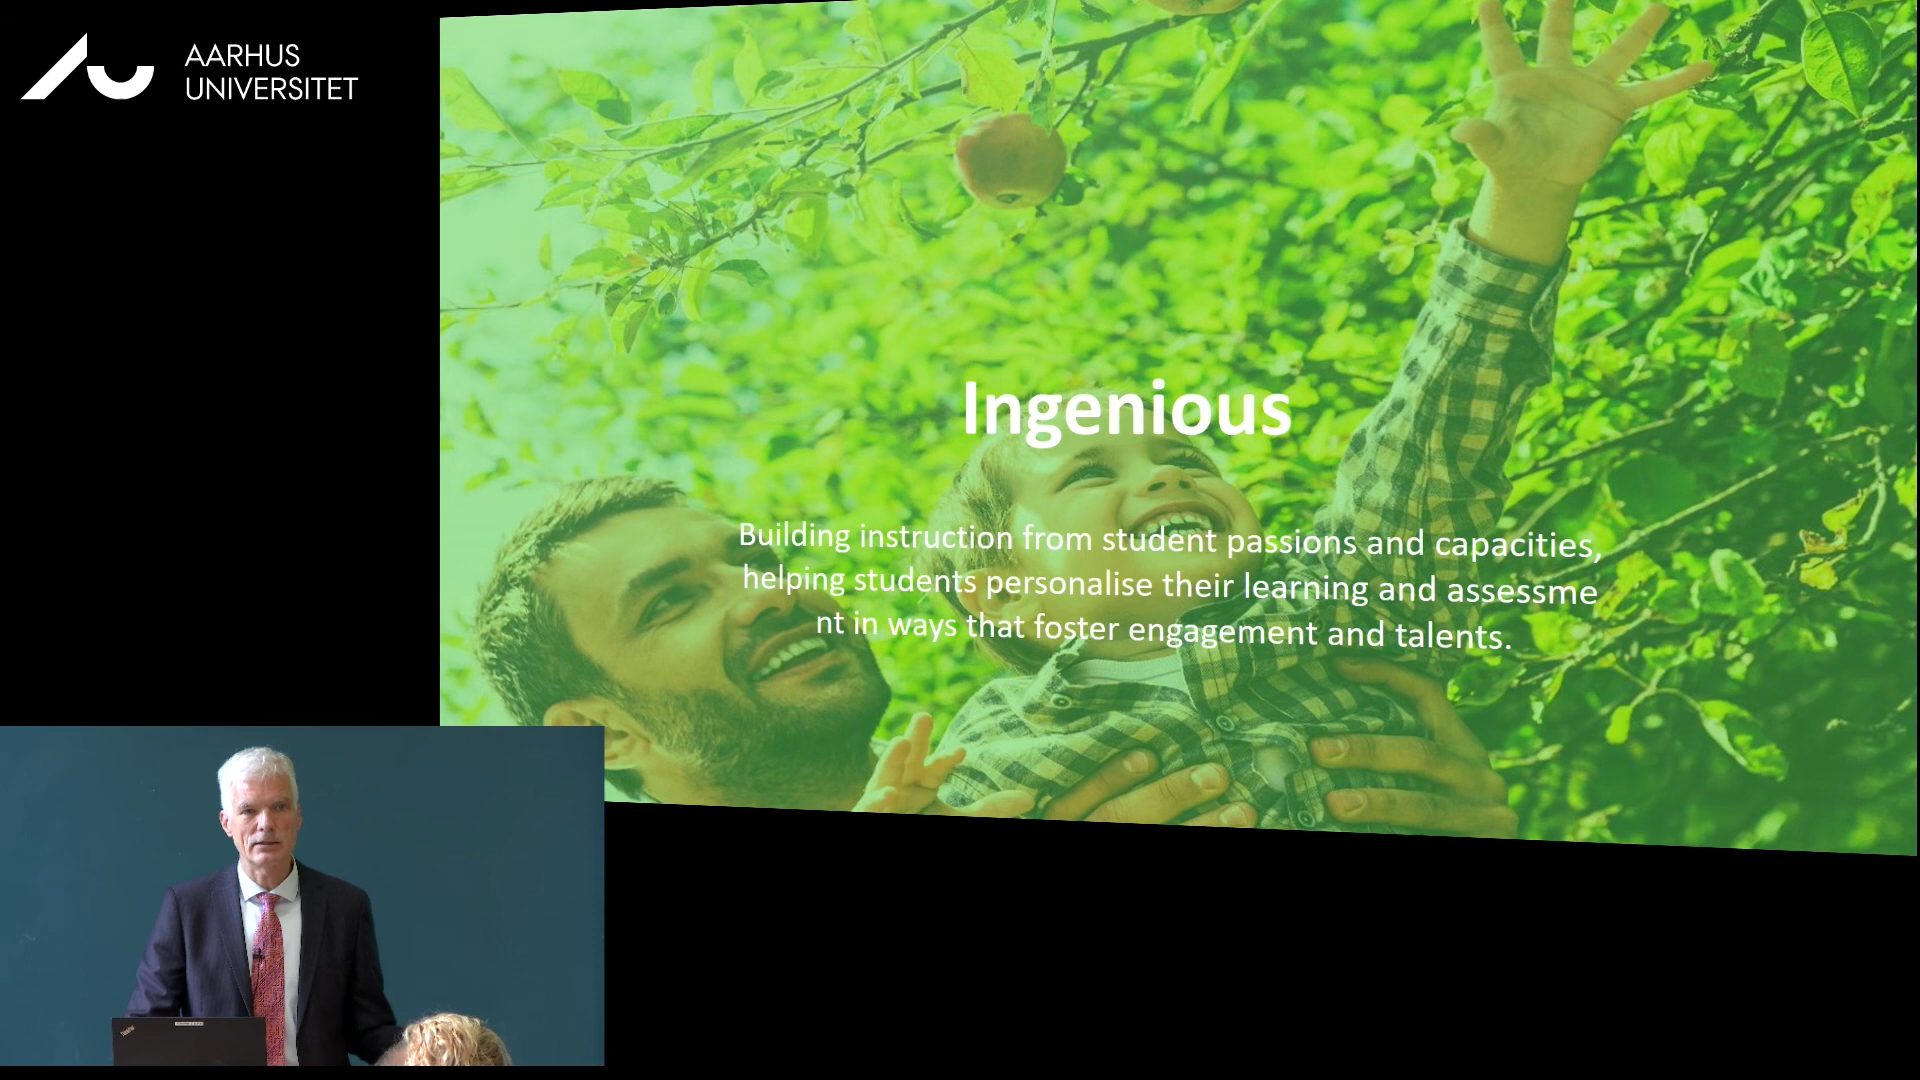 AARHUS
UNIVERSITET
Ingenious
Building instruction from student passions and capacities,
helping students personalise their learning and assessme
nt in ways that foster engagement and talents.
ThinkPad